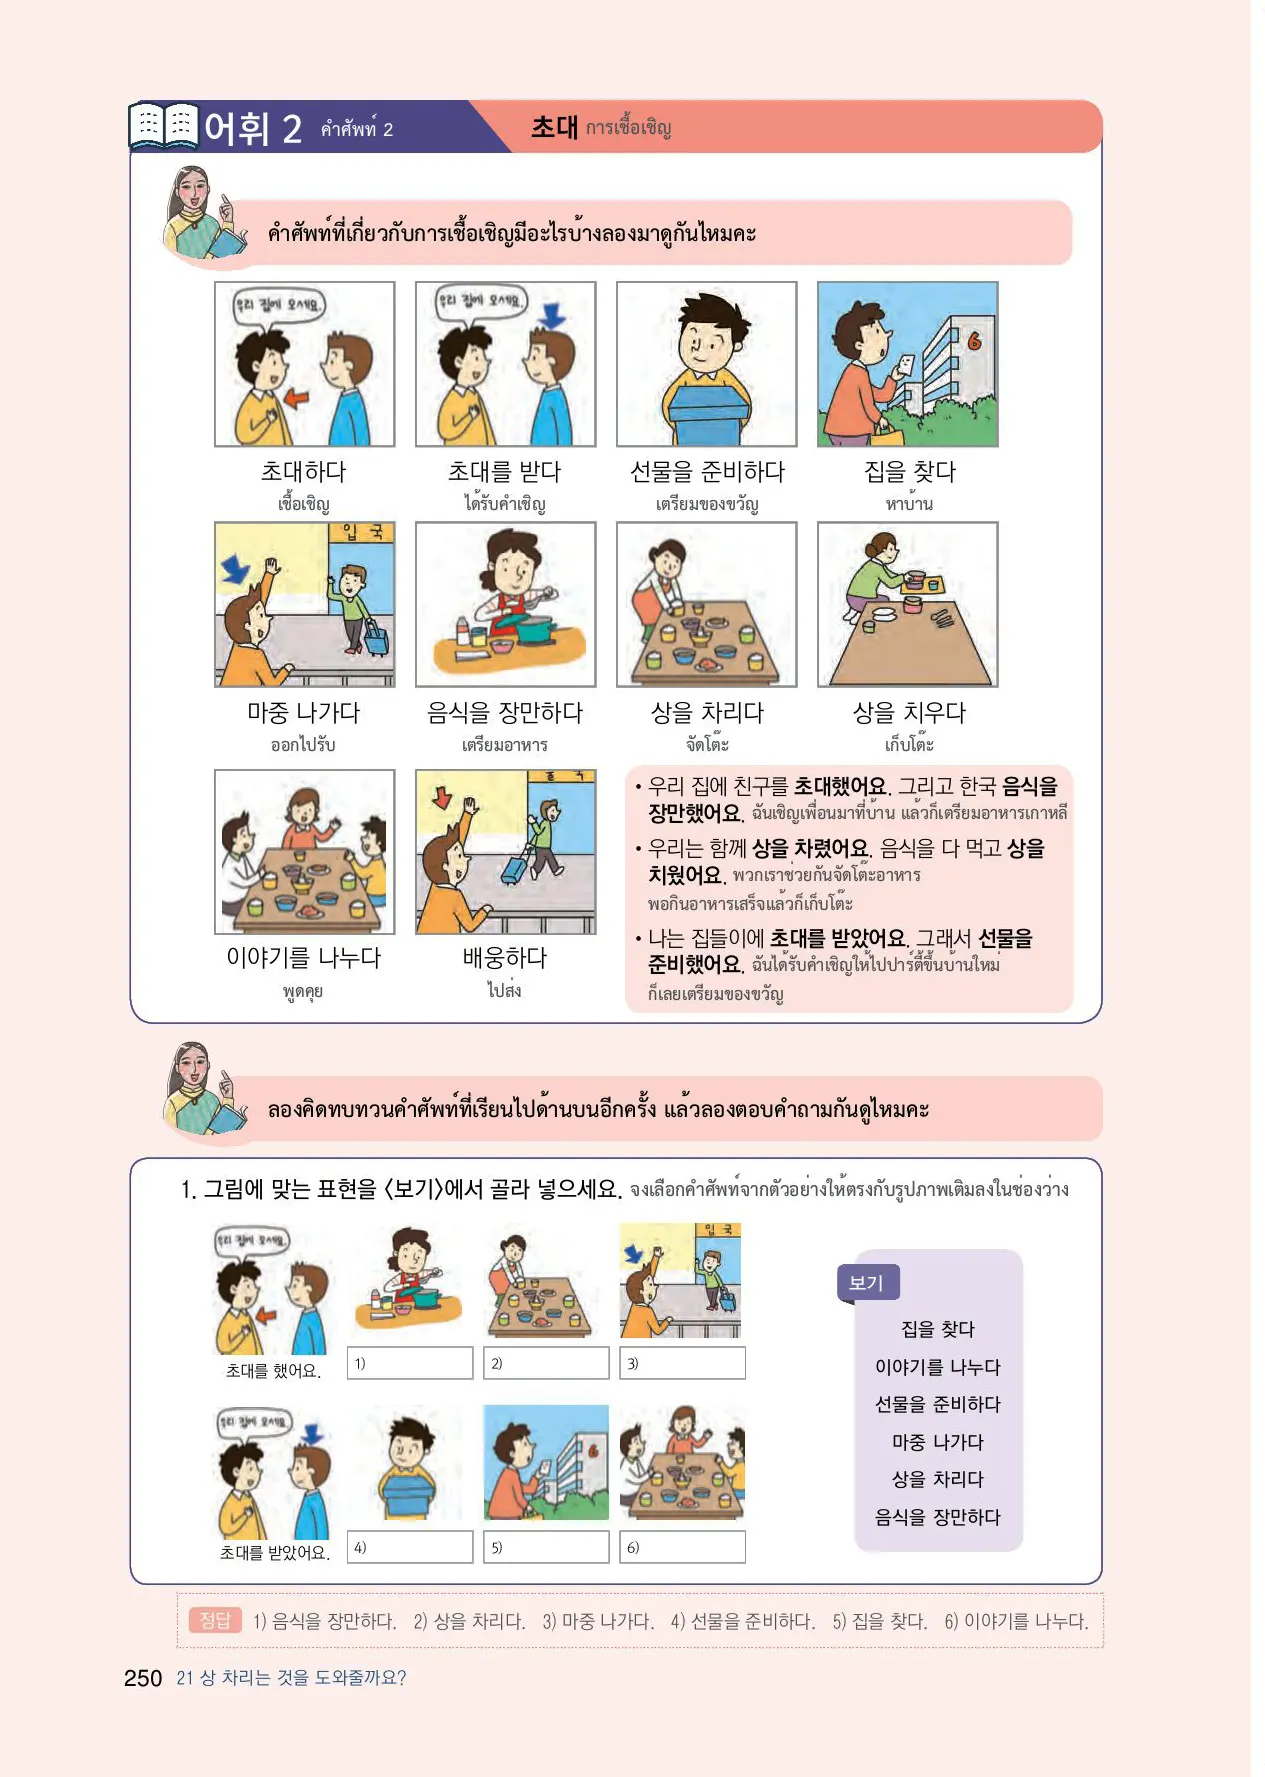 어휘 2 คำศัพท์ 2
초대 การเชื้อเชิญ
คำศัพท์ที่เกี่ยวกับการเชื้อเชิญมีอะไรบ้างลองมาดูกันไหมคะ
우리 집에 오세요.
우리 집에 오세요.
6
초대하다
초대를 받다
선물을 준비하다
집을 찾다
เชื้อเชิญ
ได้รับคำเชิญ
เตรียมของขวัญ
หาบ้าน
입 국
마중 나가다
음식을 장만하다
상을 차리다
상을 치우다
ออกไปรับ
เตรียมอาหาร
จัดโต๊ะ
เก็บโต๊ะ
출 국
이야기를 나누다
배웅하다
พูดคุย
ไปส่ง
• 우리 집에 친구를 초대했어요. 그리고 한국 음식을
장만했어요. ฉันเชิญเพื่อนมาที่บ้าน แล้วก็เตรียมอาหารเกาหลี
• 우리는 함께 상을 차렸어요. 음식을 다 먹고 상을
치웠어요. พวกเราช่วยกันจัดโต๊ะอาหาร
พอกินอาหารเสร็จแล้วก็เก็บโต๊ะ
• 나는 집들이에 초대를 받았어요. 그래서 선물을
준비했어요. ฉันได้รับคำเชิญให้ไปปาร์ตี้ขึ้นบ้านใหม่
ก็เลยเตรียมของขวัญ
ลองคิดทบทวนคำศัพท์ที่เรียนไปด้านบนอีกครั้ง แล้วลองตอบคำถามกันดูไหมคะ
1. 그림에 맞는 표현을 〈보기〉에서 골라 넣으세요. จงเลือกคำศัพท์จากตัวอย่างให้ตรงกับรูปภาพเติมลงในช่องว่าง
우리 집에 오세요.
입 국
초대를 했어요.
1)
2)
3)
우리 집에 오세요.
6
초대를 받았어요.
4)
5)
6)
보기
집을 찾다
이야기를 나누다
선물을 준비하다
마중 나가다
상을 차리다
음식을 장만하다
정답 1) 음식을 장만하다. 2) 상을 차리다. 3) 마중 나가다. 4) 선물을 준비하다. 5) 집을 찾다. 6) 이야기를 나누다.
250 21 상 차리는 것을 도와줄까요?